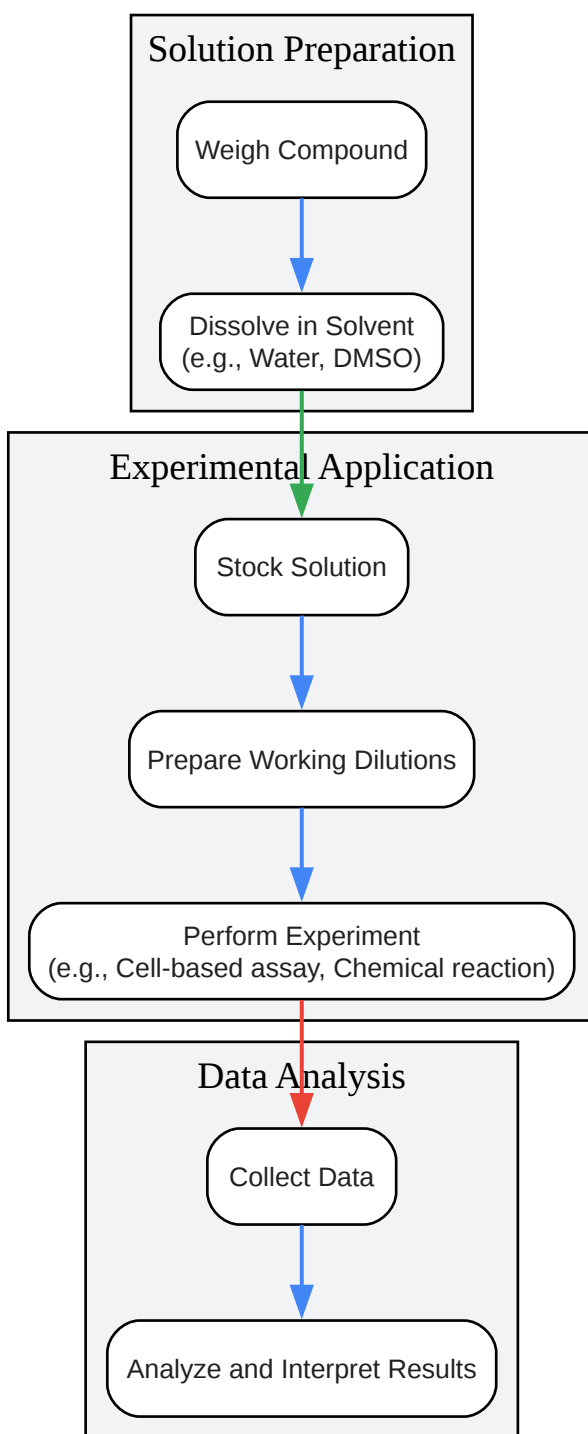 Solution Preparation
Weigh Compound
Dissolve in Solvent
(e.g., Water, DMSO)
Experimental Application
Stock Solution
Prepare Working Dilutions
Perform Experiment
(e.g., Cell-based assay, Chemical reaction)
Data Analysis
Collect Data
Analyze and Interpret Results